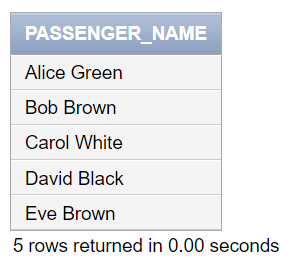 PASSENGER_NAME
Alice Green
Bob Brown
Carol White
David Black
Eve Brown
5 rows returned in 0.00 seconds